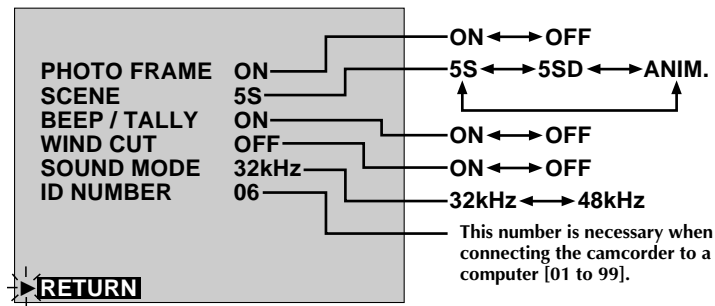 ON ↔ OFF
PHOTO FRAME ON
5S ↔ 5SD ↔ ANIM.
SCENE 5S
BEEP / TALLY ON
ON ↔ OFF
WIND CUT OFF
ON ↔ OFF
SOUND MODE 32kHz
32kHz ↔ 48kHz
ID NUMBER 06
This number is necessary when
connecting the camcorder to a
computer [01 to 99].
RETURN